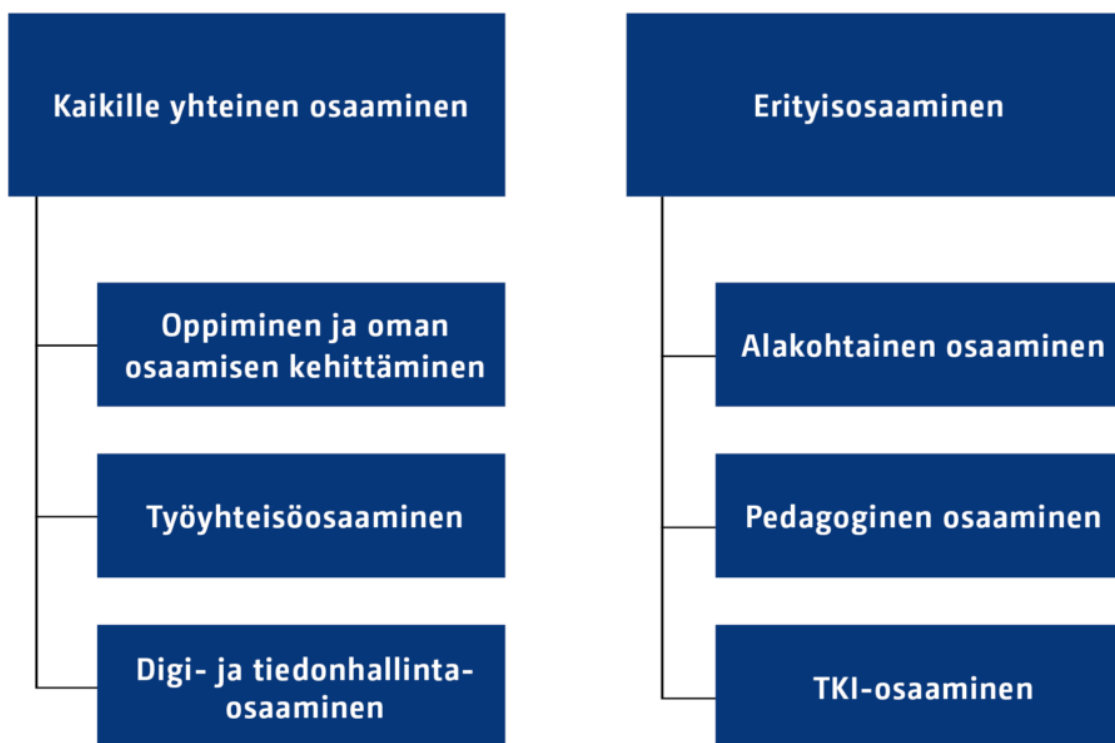 Kaikille yhteinen osaaminen
Oppiminen ja oman
osaamisen kehittäminen
Työyhteisöosaaminen
Digi- ja tiedonhallinta-
osaaminen
Erityisosaaminen
Alakohtainen osaaminen
Pedagoginen osaaminen
TKI-osaaminen